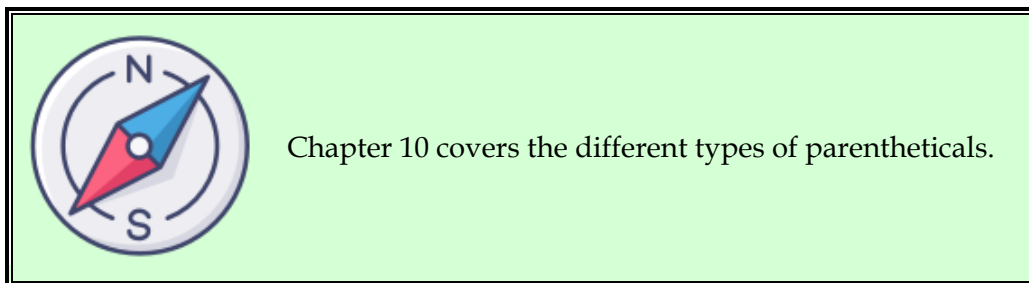 N
Chapter 10 covers the different types of parentheticals.
S